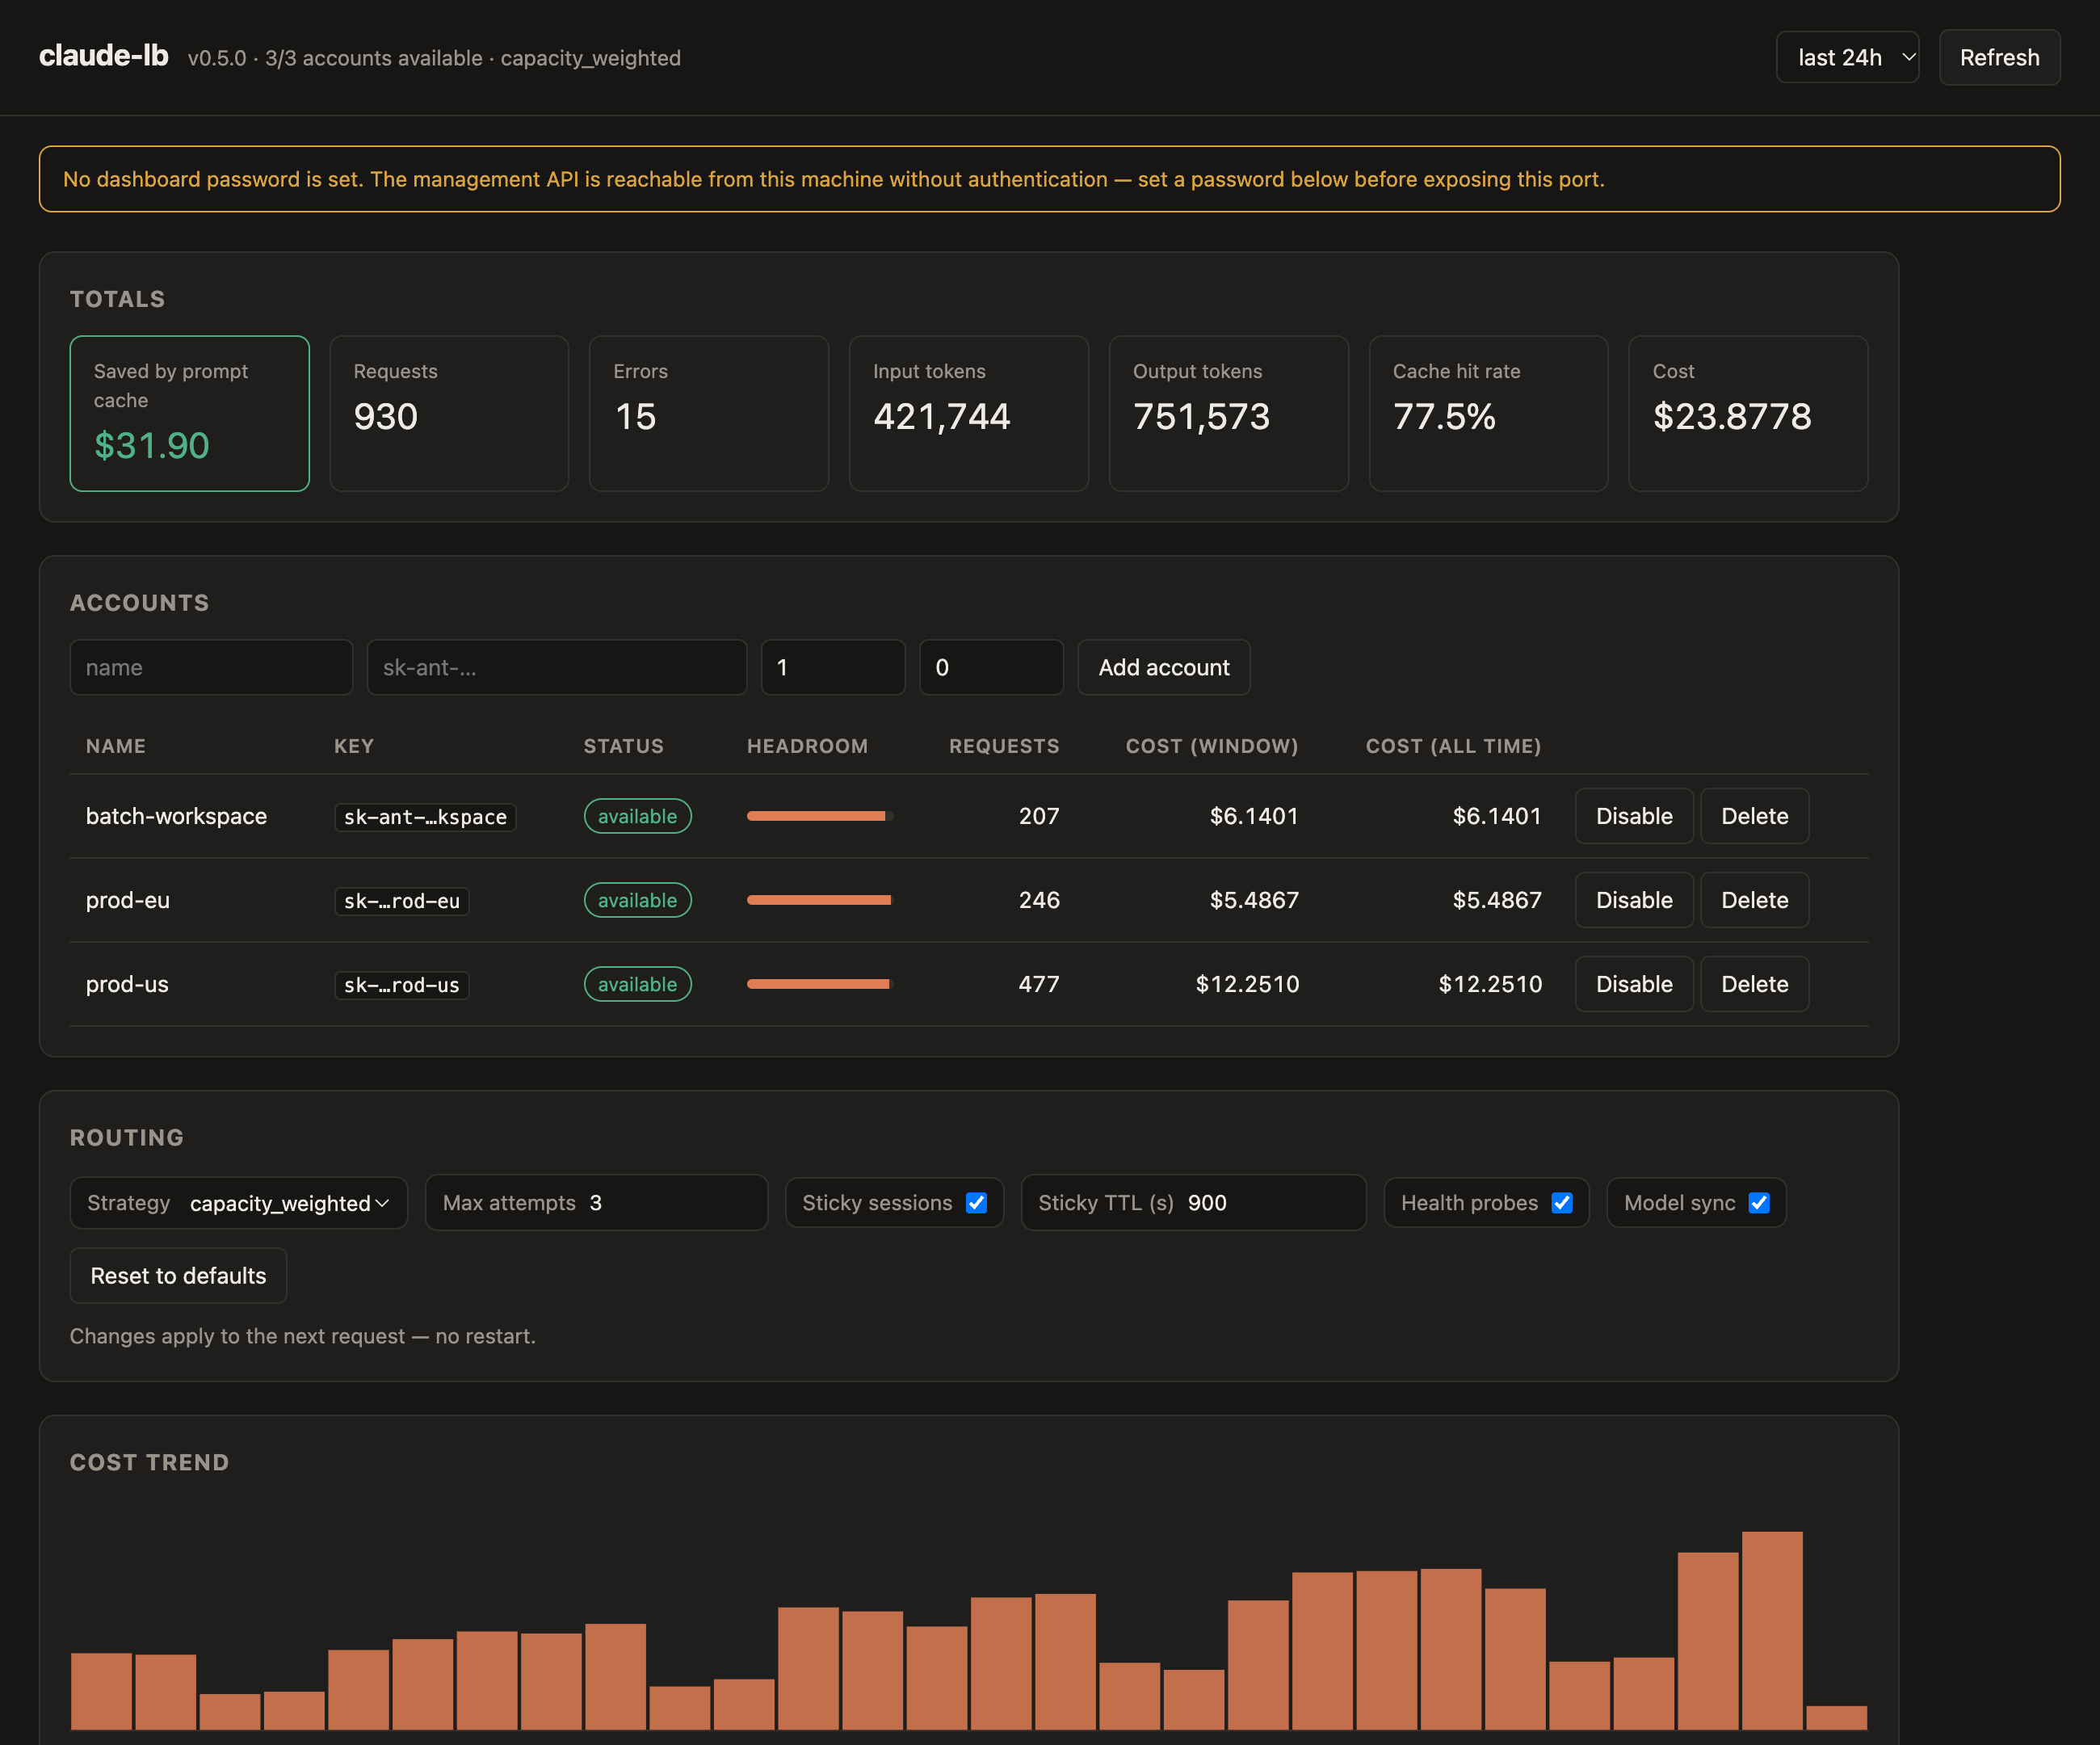 claude-lb v0.5.0 · 3/3 accounts available · capacity_weighted last 24h Refresh
No dashboard password is set. The management API is reachable from this machine without authentication — set a password below before exposing this port.
TOTALS
Saved by prompt cache
$31.90
Requests
930
Errors
15
Input tokens
421,744
Output tokens
751,573
Cache hit rate
77.5%
Cost
$23.8778
ACCOUNTS
name sk-ant-... 1 0 Add account
NAME KEY STATUS HEADROOM REQUESTS COST (WINDOW) COST (ALL TIME)
batch-workspace sk-ant-…kspace available 207 $6.1401 $6.1401 Disable Delete
prod-eu sk-…rod-eu available 246 $5.4867 $5.4867 Disable Delete
prod-us sk-…rod-us available 477 $12.2510 $12.2510 Disable Delete
ROUTING
Strategy capacity_weighted Max attempts 3 Sticky sessions Sticky TTL (s) 900 Health probes Model sync
Reset to defaults
Changes apply to the next request — no restart.
COST TREND